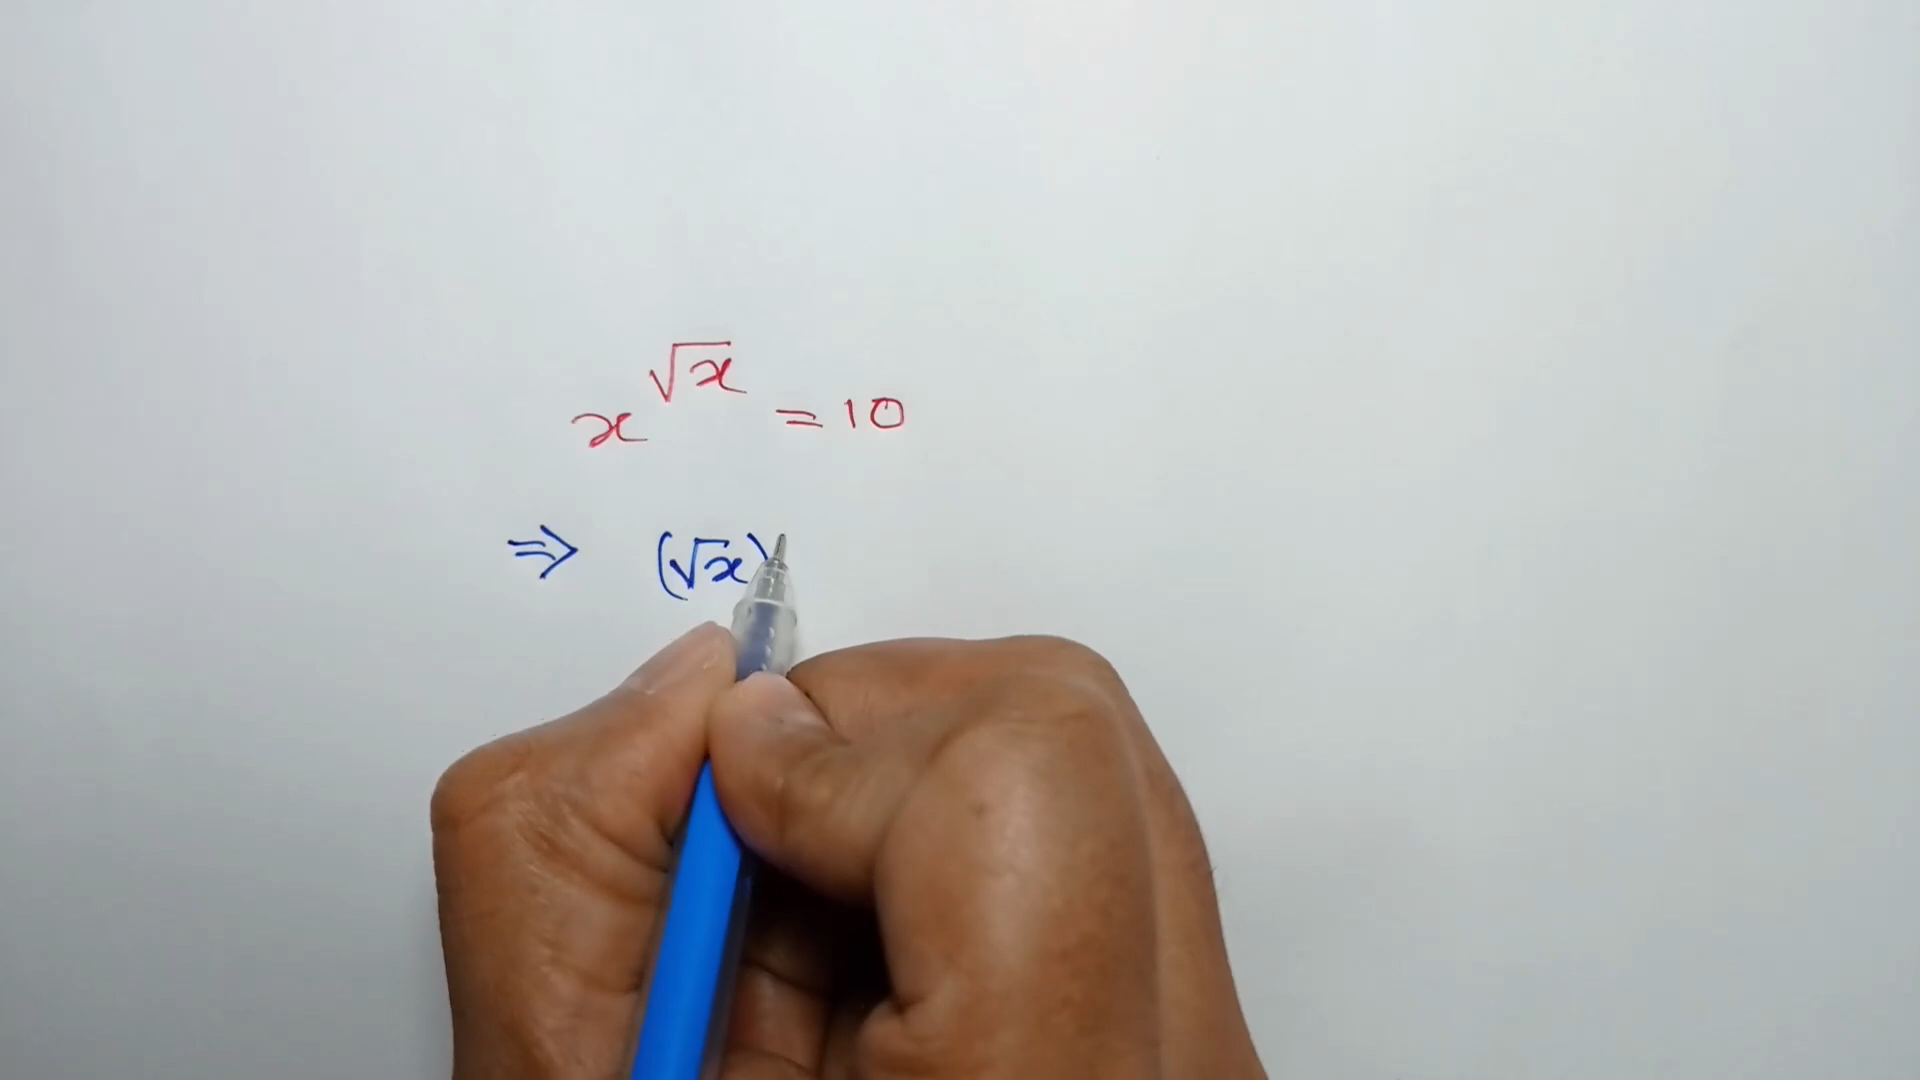 x^√x = 10
⇒ (√x)